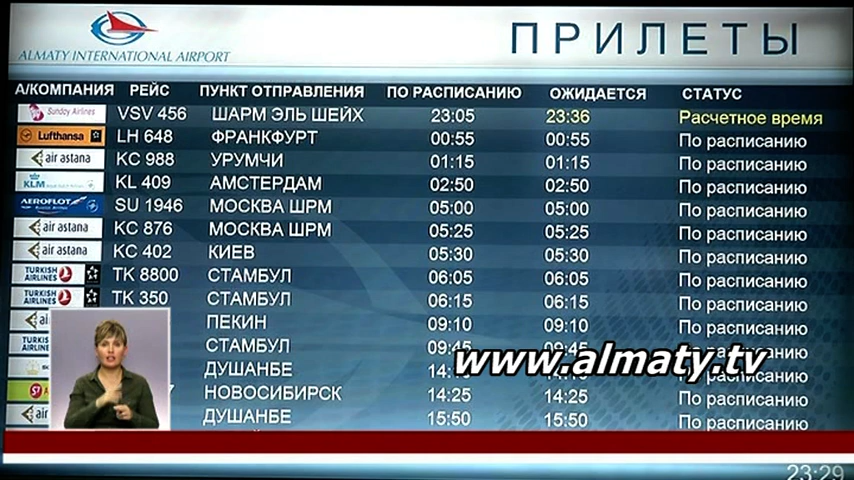 ALMATY INTERNATIONAL AIRPORT
ПРИЛЕТЫ
А/КОМПАНИЯ РЕЙС ПУНКТ ОТПРАВЛЕНИЯ ПО РАСПИСАНИЮ ОЖИДАЕТСЯ СТАТУС
Sunday Airlines VSV 456 ШАРМ ЭЛЬ ШЕЙХ 23:05 23:36 Расчетное время
Lufthansa LH 648 ФРАНКФУРТ 00:55 00:55 По расписанию
air astana KC 988 УРУМЧИ 01:15 01:15 По расписанию
KLM KL 409 АМСТЕРДАМ 02:50 02:50 По расписанию
AEROFLOT SU 1946 МОСКВА ШРМ 05:00 05:00 По расписанию
air astana KC 876 МОСКВА ШРМ 05:25 05:25 По расписанию
air astana KC 402 КИЕВ 05:30 05:30 По расписанию
TURKISH AIRLINES TK 8800 СТАМБУЛ 06:05 06:05 По расписанию
TURKISH AIRLINES TK 350 СТАМБУЛ 06:15 06:15 По расписанию
air ПЕКИН 09:10 09:10 По расписанию
СТАМБУЛ 09:45 По расписанию
www.almaty.tv
ДУШАНБЕ По расписанию
НОВОСИБИРСК 14:25 14:25 По расписанию
air ДУШАНБЕ 15:50 15:50 По расписанию
23:29